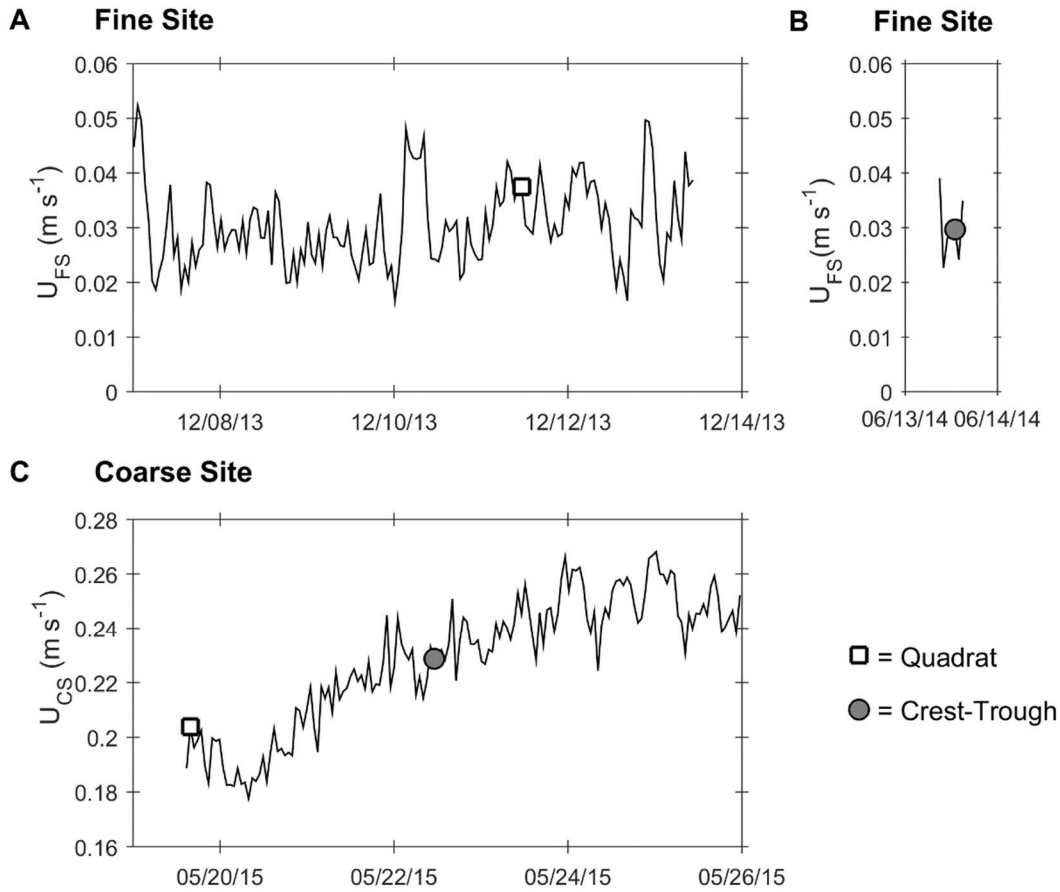 A Fine Site
0.06
0.05
0.04
0.03
0.02
0.01
0
U_FS (m s⁻¹)
12/08/13 12/10/13 12/12/13 12/14/13
B Fine Site
0.06
0.05
0.04
0.03
0.02
0.01
0
U_FS(m s⁻¹)
06/13/14 06/14/14
C Coarse Site
0.28
0.26
0.24
0.22
0.2
0.18
0.16
U_CS (m s⁻¹)
05/20/15 05/22/15 05/24/15 05/26/15
= Quadrat
= Crest-Trough